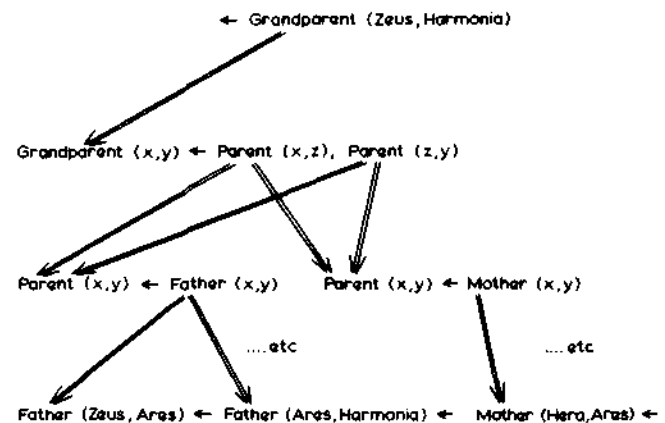 ← Grandparent (Zeus, Harmonia)
Grandparent (x,y) ← Parent (x,z), Parent (z,y)
Parent (x,y) ← Father (x,y) Parent (x,y) ← Mother (x,y)
....etc ....etc
Father (Zeus, Ares) ← Father (Ares, Harmonia) ← Mother (Hera, Ares) ←